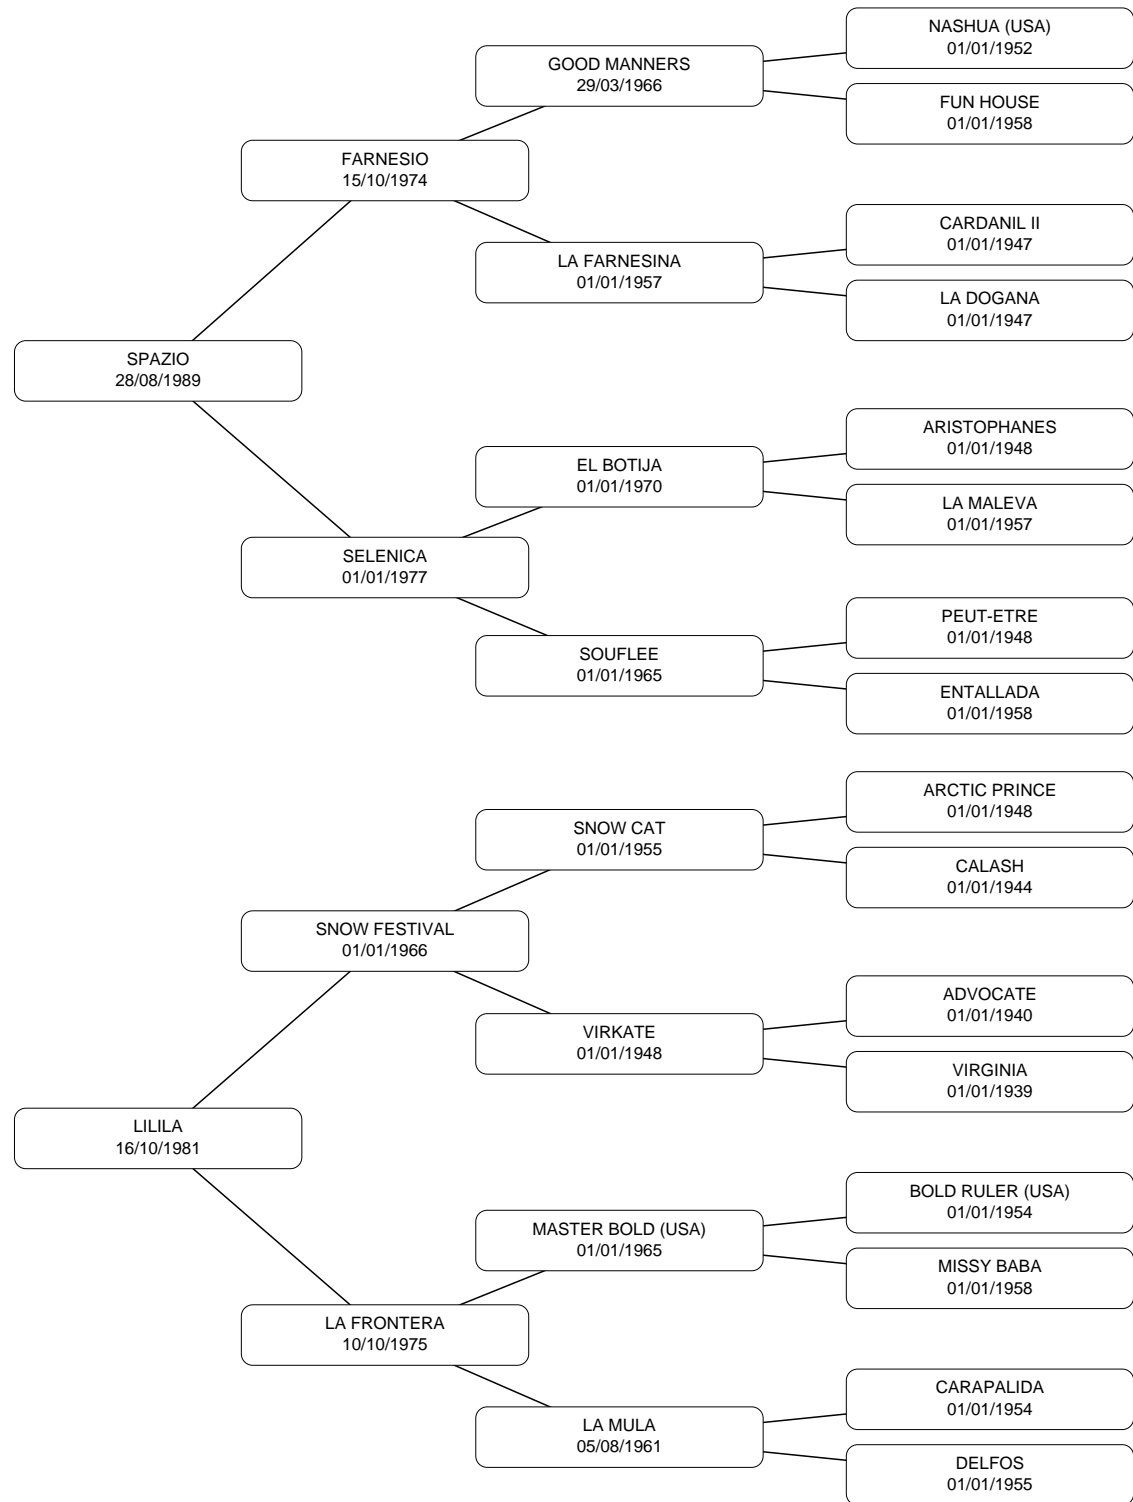 NASHUA (USA)
01/01/1952
GOOD MANNERS
29/03/1966
FUN HOUSE
01/01/1958
FARNESIO
15/10/1974
CARDANIL II
01/01/1947
LA FARNESINA
01/01/1957
LA DOGANA
01/01/1947
SPAZIO
28/08/1989
ARISTOPHANES
01/01/1948
EL BOTIJA
01/01/1970
LA MALEVA
01/01/1957
SELENICA
01/01/1977
PEUT-ETRE
01/01/1948
SOUFLEE
01/01/1965
ENTALLADA
01/01/1958
ARCTIC PRINCE
01/01/1948
SNOW CAT
01/01/1955
CALASH
01/01/1944
SNOW FESTIVAL
01/01/1966
ADVOCATE
01/01/1940
VIRKATE
01/01/1948
VIRGINIA
01/01/1939
LILILA
16/10/1981
BOLD RULER (USA)
01/01/1954
MASTER BOLD (USA)
01/01/1965
MISSY BABA
01/01/1958
LA FRONTERA
10/10/1975
CARAPALIDA
01/01/1954
LA MULA
05/08/1961
DELFOS
01/01/1955